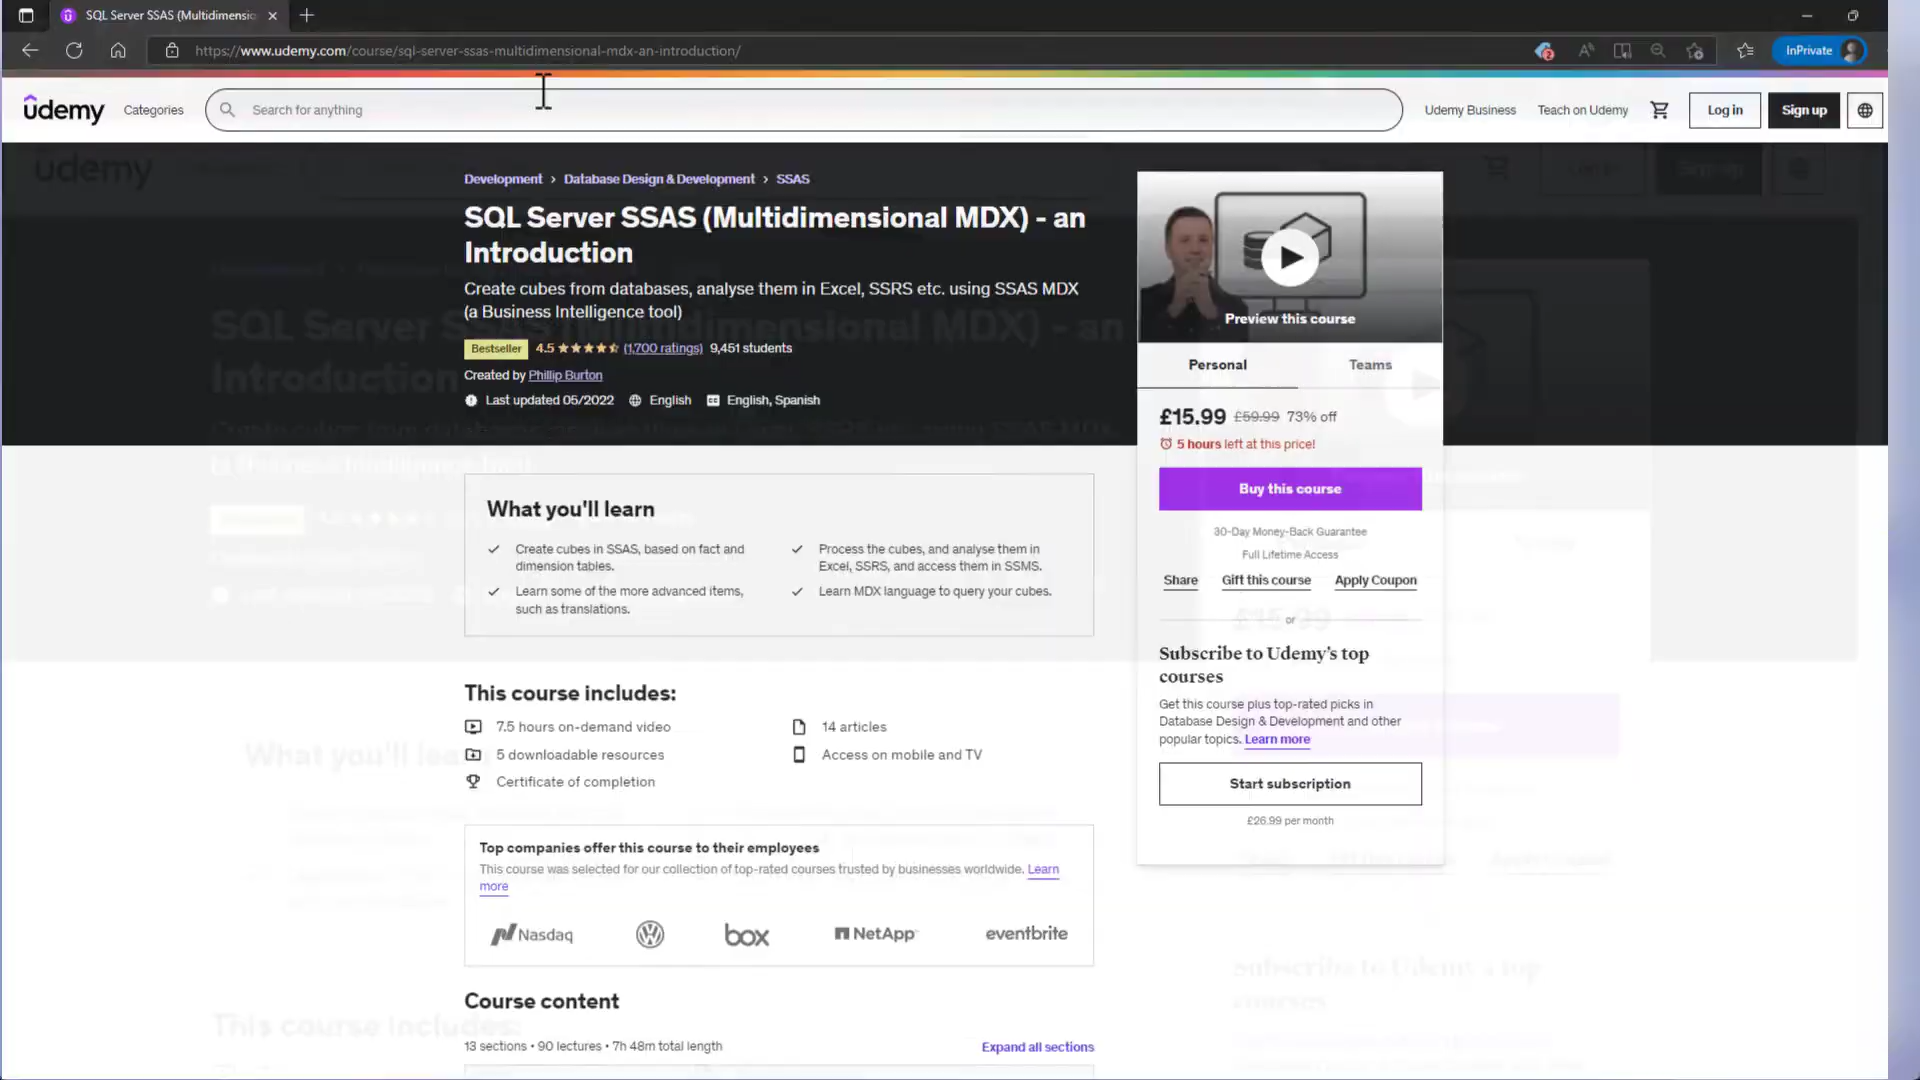 SQL Server SSAS (Multidimensic
https://www.udemy.com/course/sql-server-ssas-multidimensional-mdx-an-introduction/
InPrivate
udemy
Categories
Search for anything
Udemy Business
Teach on Udemy
Log in
Sign up
Development > Database Design & Development > SSAS
SQL Server SSAS (Multidimensional MDX) - an
Introduction
Create cubes from databases, analyse them in Excel, SSRS etc. using SSAS MDX
(a Business Intelligence tool)
Bestseller 4.5 (1,700 ratings) 9,451 students
Created by Phillip Burton
Last updated 05/2022 English English, Spanish
Preview this course
Personal
Teams
£15.99 £59.99 73% off
5 hours left at this price!
Buy this course
30-Day Money-Back Guarantee
Full Lifetime Access
Share
Gift this course
Apply Coupon
or
Subscribe to Udemy's top
courses
Get this course plus top-rated picks in
Database Design & Development and other
popular topics. Learn more
Start subscription
£26.99 per month
What you'll learn
Create cubes in SSAS, based on fact and
dimension tables.
Learn some of the more advanced items,
such as translations.
Process the cubes, and analyse them in
Excel, SSRS, and access them in SSMS.
Learn MDX language to query your cubes.
This course includes:
7.5 hours on-demand video
5 downloadable resources
Certificate of completion
14 articles
Access on mobile and TV
Top companies offer this course to their employees
This course was selected for our collection of top-rated courses trusted by businesses worldwide. Learn
more
Nasdaq
box
NetApp
eventbrite
Course content
13 sections • 90 lectures • 7h 48m total length
Expand all sections